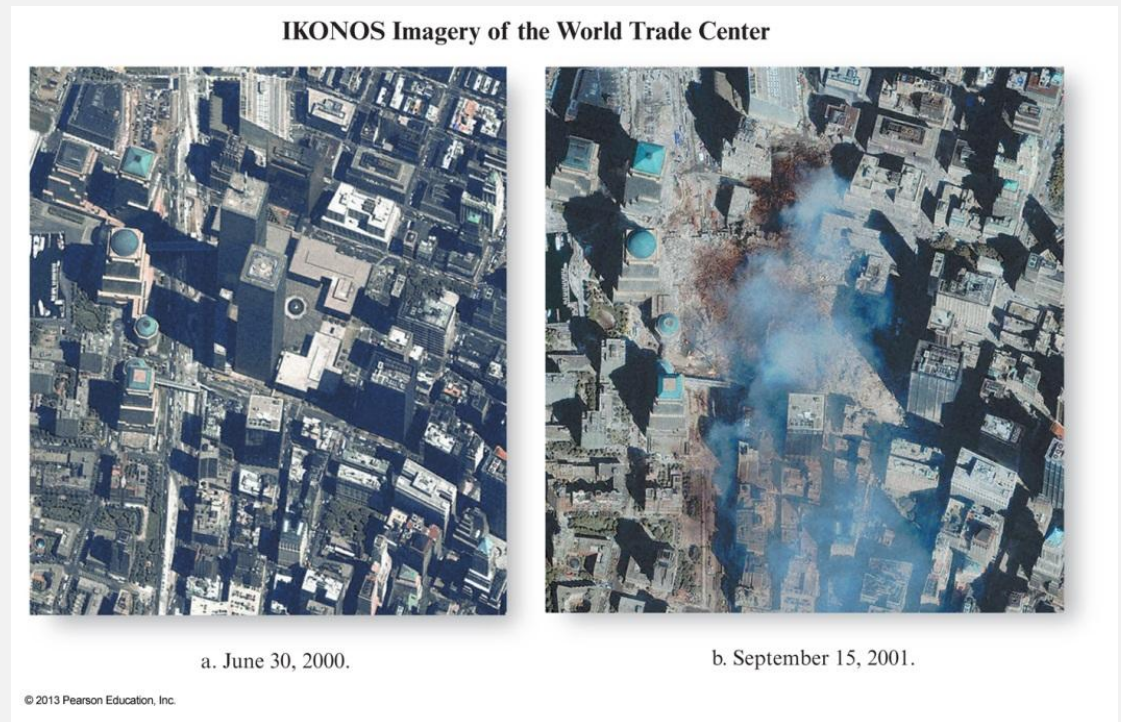 IKONOS Imagery of the World Trade Center
a. June 30, 2000.
b. September 15, 2001.
© 2013 Pearson Education, Inc.